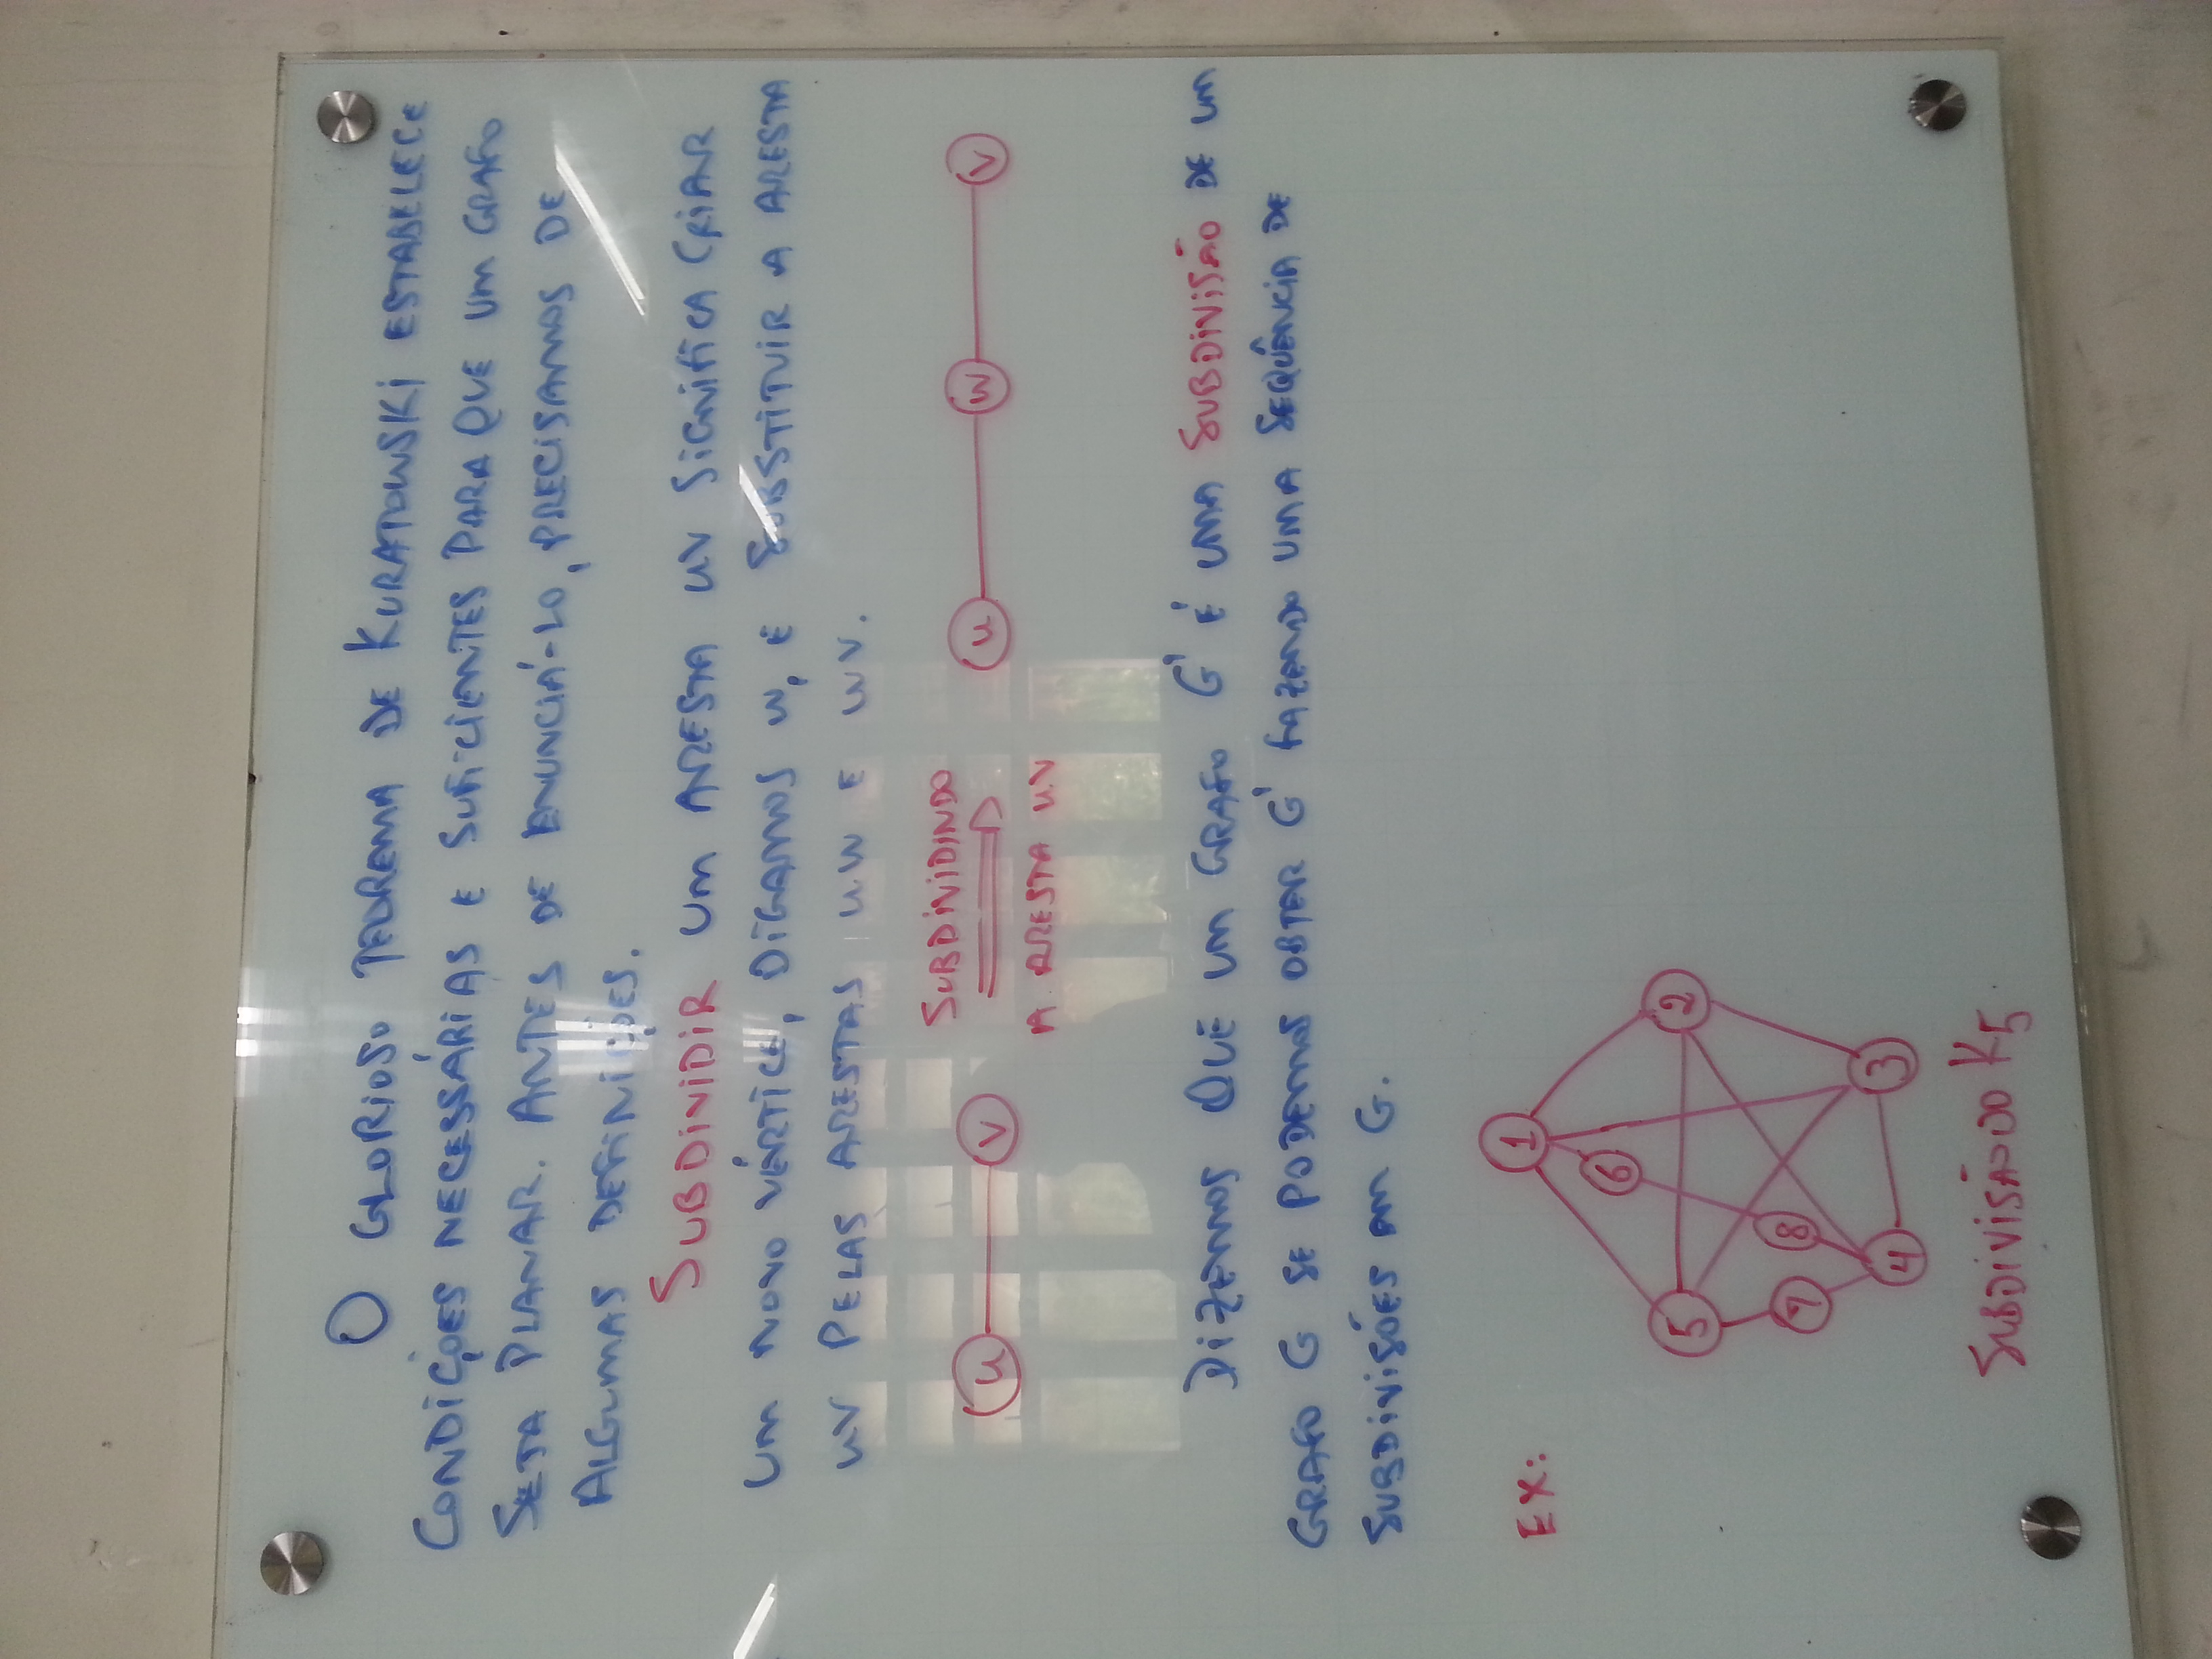 O GLORIOSO TEOREMA DE KURATOWSKI ESTABELECE
CONDIÇÕES NECESSÁRIAS E SUFICIENTES PARA QUE UM GRAFO
SEJA PLANAR. ANTES DE ENUNCIÁ-LO, PRECISAMOS DE
ALGUMAS DEFINIÇÕES.
SUBDIVIDIR UM ARESTA UV SIGNIFICA CRIAR
UM NOVO VÉRTICE, DIGAMOS W, E SUBSTITUIR A ARESTA
UV PELAS ARESTAS UW E WV.
SUBDIVIDINDO
u v u w v
A ARESTA UV
DIZEMOS QUE UM GRAFO G' É UMA SUBDIVISÃO DE UM
GRAFO G SE PODEMOS OBTER G' FAZENDO UMA SEQUÊNCIA DE
SUBDIVISÕES EM G.
EX:
1
6
5 2
7 8
4 3
SUBDIVISÃO DO K5